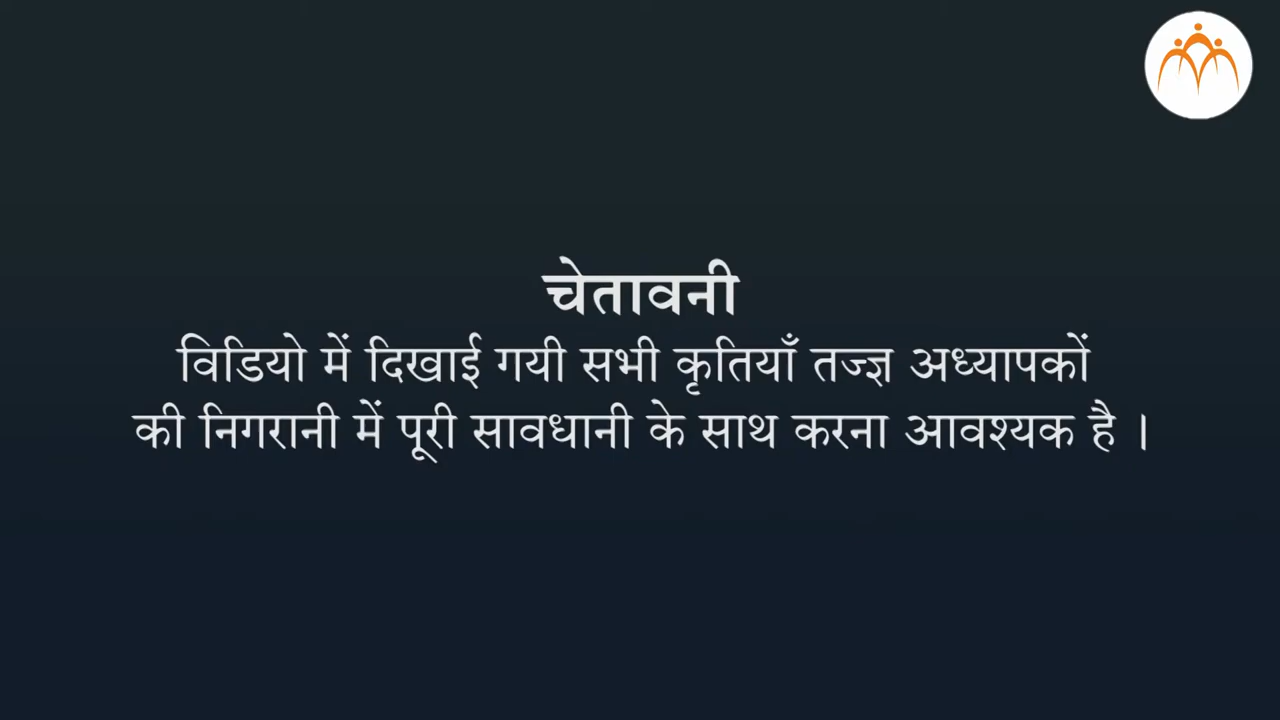 चेतावनी
विडियो में दिखाई गयी सभी कृतियाँ तज्ज्ञ अध्यापकों
की निगरानी में पूरी सावधानी के साथ करना आवश्यक है ।